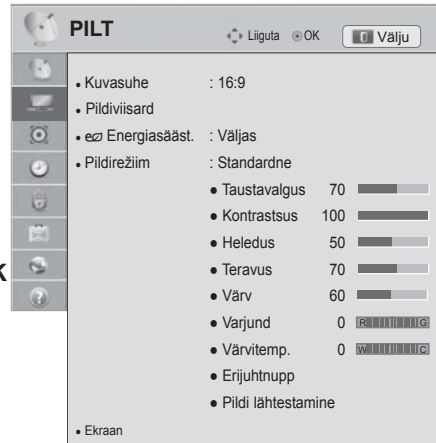 PILT Liiguta OK Välju
• Kuvasuhe : 16:9
• Pildiviisard
• Energiasääst. : Väljas
• Pildirežiim : Standardne
• Taustavalgus 70
• Kontrastsus 100
• Heledus 50
• Teravus 70
• Värv 60
• Varjund 0 R G
• Värvitemp. 0 W C
• Erijuhtnupp
• Pildi lähtestamine
• Ekraan
K